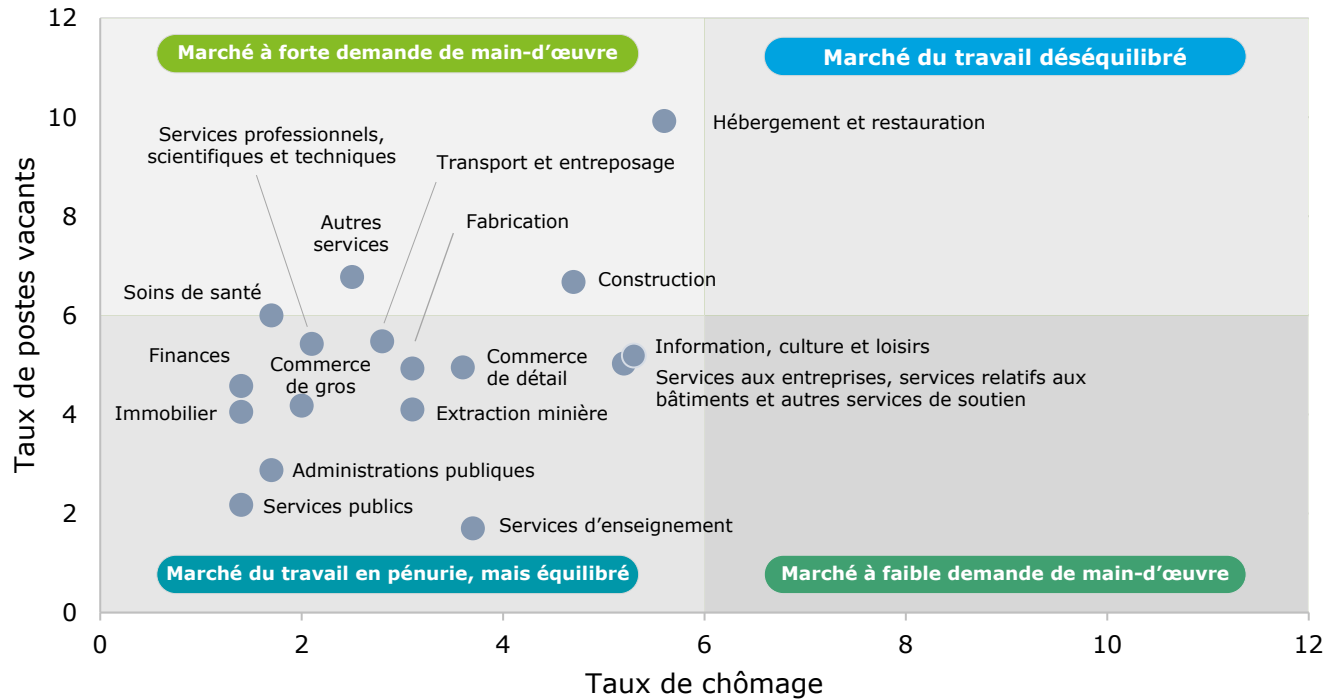 12
10
8
6
4
2
0
Taux de postes vacants
Marché à forte demande de main-d’œuvre
Marché du travail déséquilibré
Hébergement et restauration
Services professionnels,
scientifiques et techniques
Transport et entreposage
Autres
services
Fabrication
Construction
Soins de santé
Finances
Commerce
de gros
Commerce
de détail
Information, culture et loisirs
Services aux entreprises, services relatifs aux
bâtiments et autres services de soutien
Immobilier
Extraction minière
Administrations publiques
Services publics
Services d’enseignement
Marché du travail en pénurie, mais équilibré
Marché à faible demande de main-d’œuvre
0
2
4
6
8
10
12
Taux de chômage